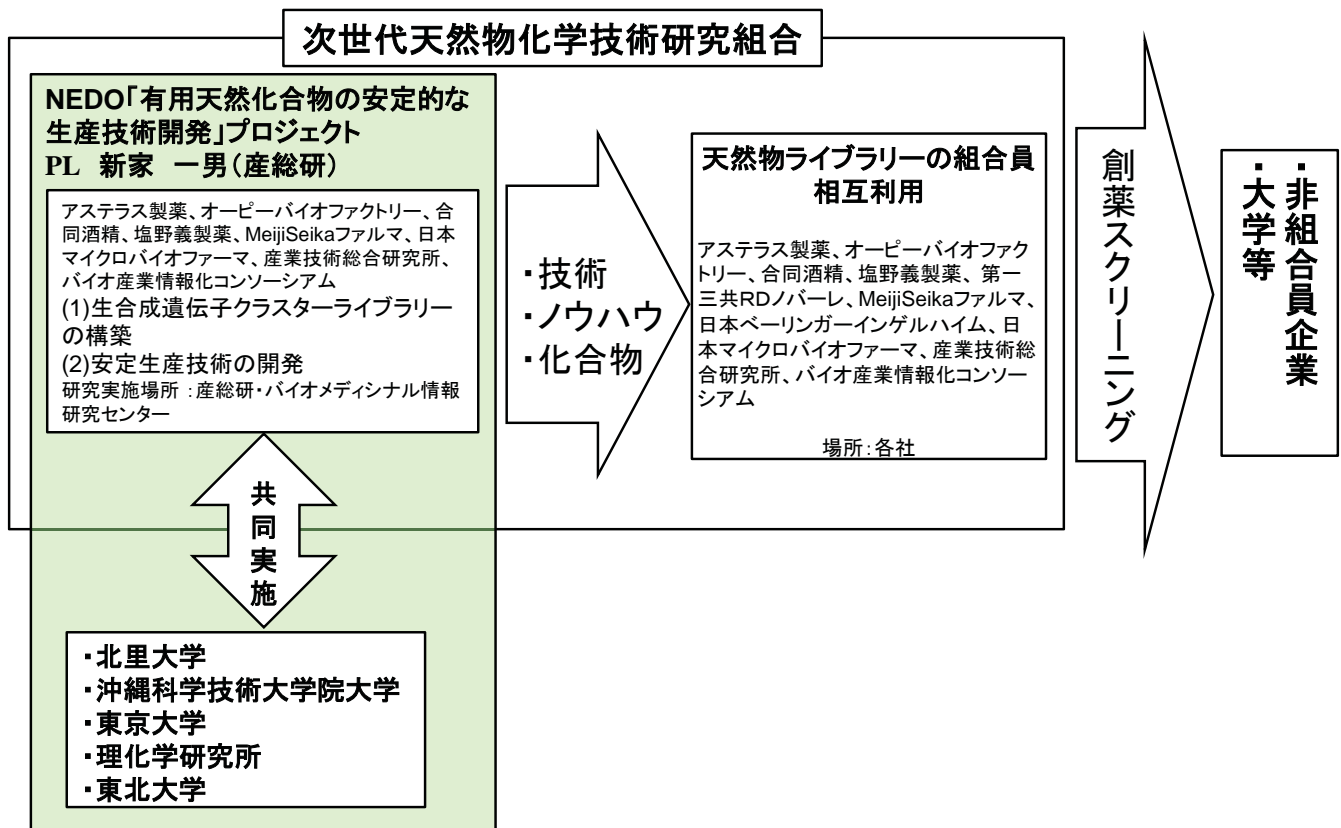 次世代天然物化学技術研究組合
NEDO「有用天然化合物の安定的な
生産技術開発」プロジェクト
PL 新家 一男(産総研)
アステラス製薬、オーピーバイオファクトリー、合
同酒精、塩野義製薬、MeijiSeikaファルマ、日本
マイクロバイオファーマ、産業技術総合研究所、
バイオ産業情報化コンソーシアム
(1)生合成遺伝子クラスターライブラリー
の構築
(2)安定生産技術の開発
研究実施場所:産総研・バイオメディシナル情報
研究センター
共同実施
・北里大学
・沖縄科学技術大学院大学
・東京大学
・理化学研究所
・東北大学
・技術
・ノウハウ
・化合物
天然物ライブラリーの組合員
相互利用
アステラス製薬、オーピーバイオファク
トリー、合同酒精、塩野義製薬、第一
三共RDノバーレ、MeijiSeikaファルマ、
日本ベーリンガーインゲルハイム、日
本マイクロバイオファーマ、産業技術総
合研究所、バイオ産業情報化コンソー
シアム
場所:各社
創薬スクリーニング
・非組合員企業
・大学等